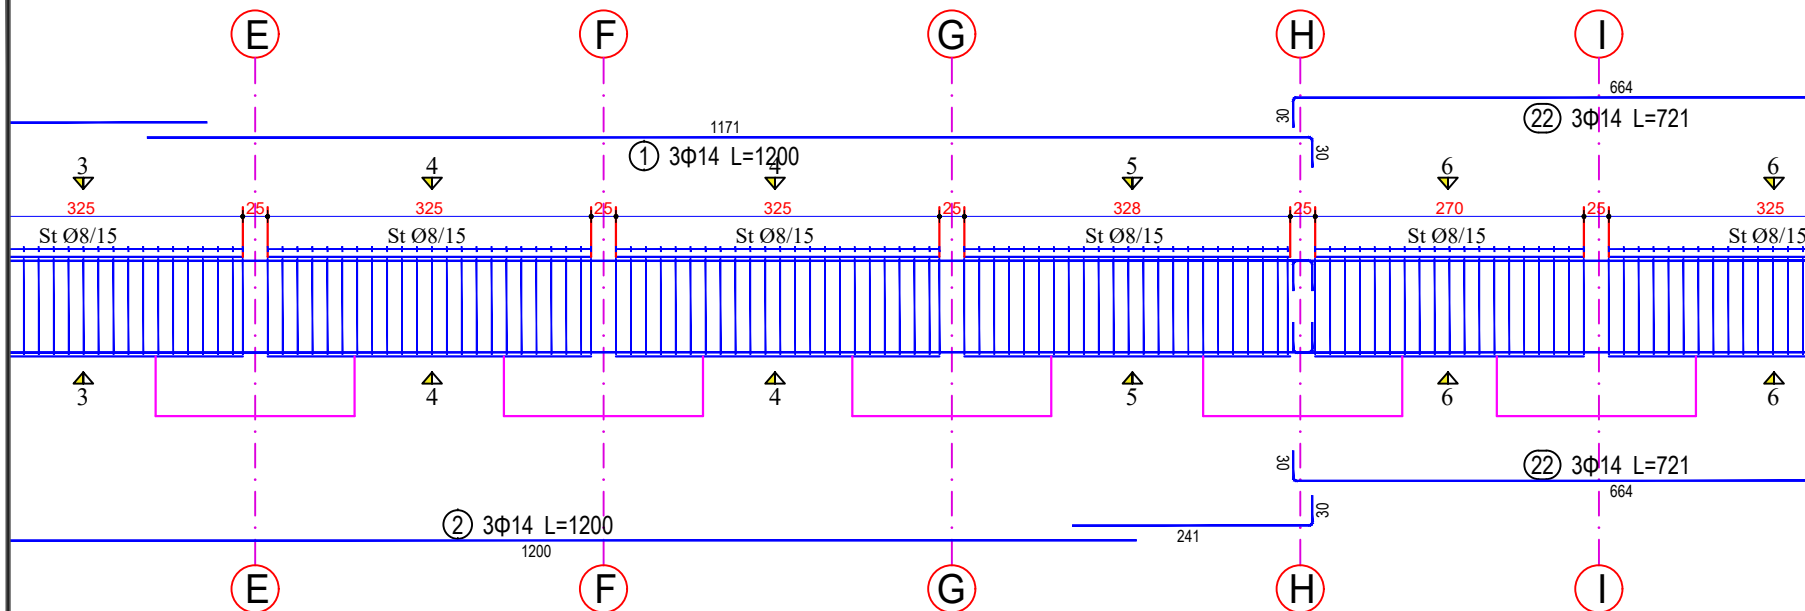 E F G H I
664
30
22 3Φ14 L=721
1171
1 3Φ14 L=1200
30
3 4 4 5 6 6
325 25 325 25 325 25 328 25 270 25 325
St Ø8/15 St Ø8/15 St Ø8/15 St Ø8/15 St Ø8/15 St Ø8/15
3 4 4 5 6 6
30
22 3Φ14 L=721
664
30
2 3Φ14 L=1200
241
1200
E F G H I